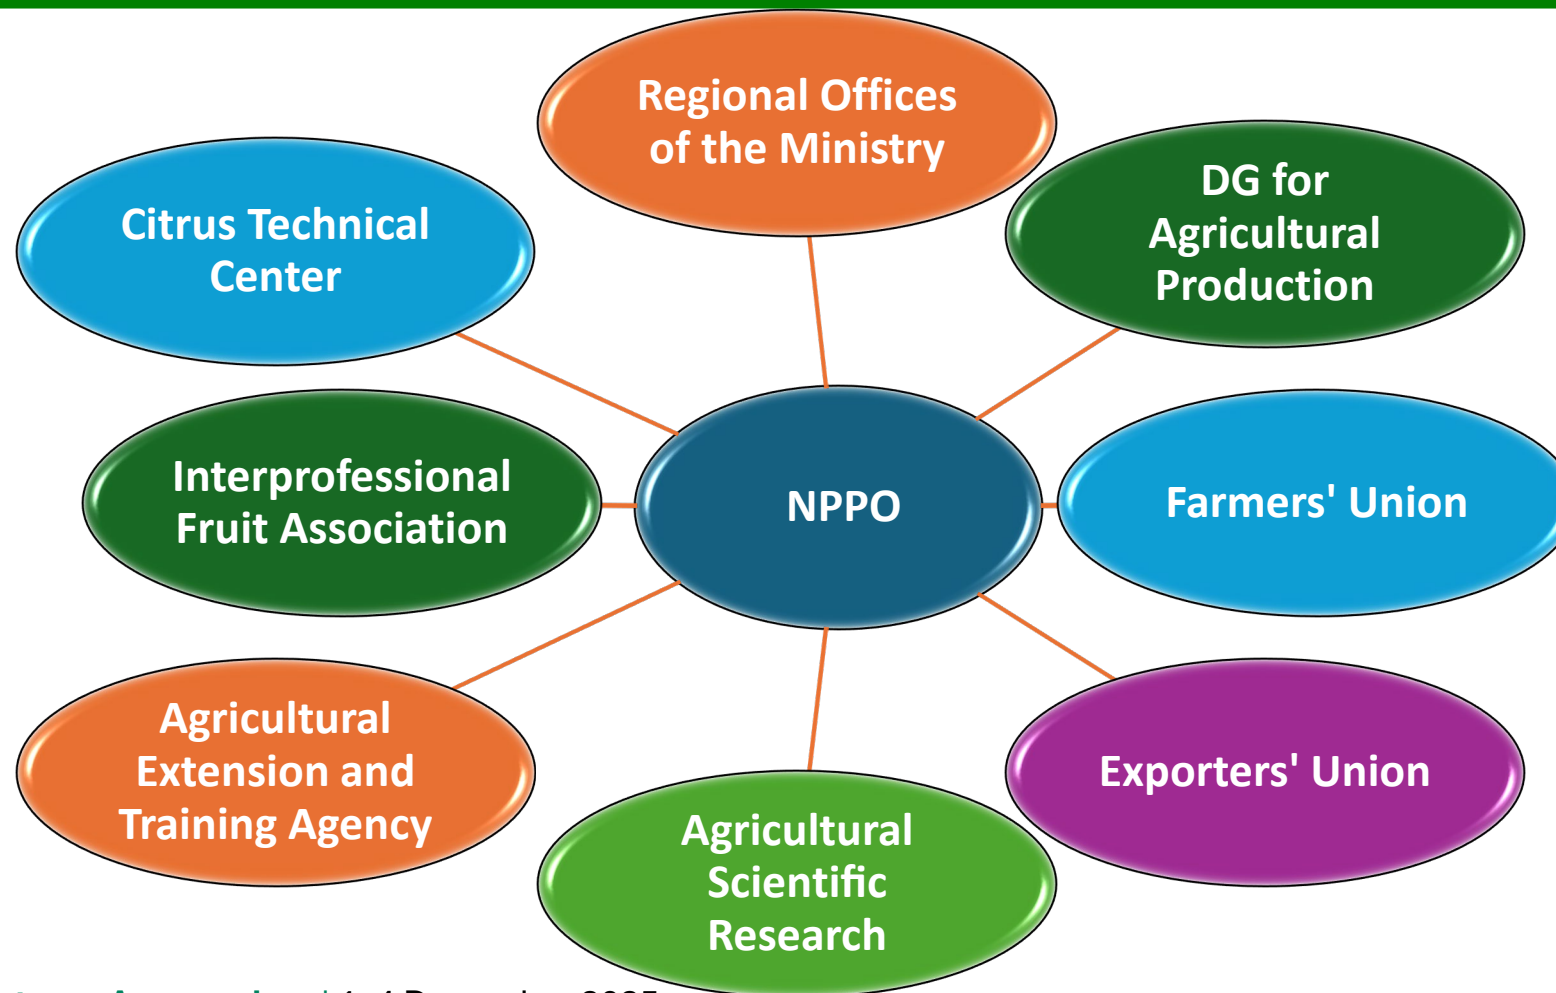 Regional Offices
of the Ministry
DG for
Agricultural
Production
Citrus Technical
Center
Interprofessional
Fruit Association
NPPO
Farmers' Union
Agricultural
Extension and
Training Agency
Exporters' Union
Agricultural
Scientific
Research